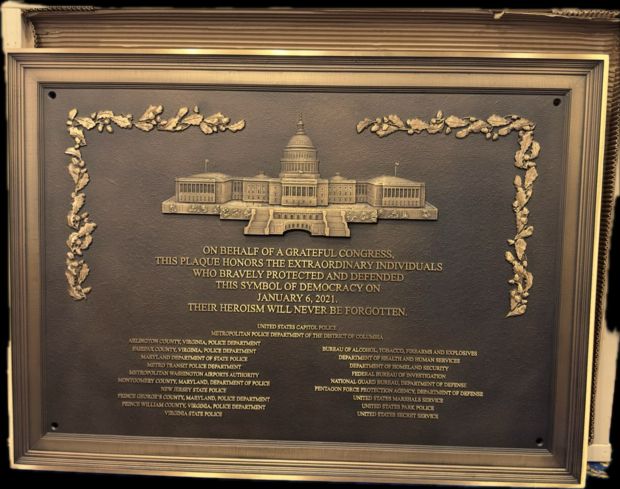 ON BEHALF OF A GRATEFUL CONGRESS,
THIS PLAQUE HONORS THE EXTRAORDINARY INDIVIDUALS
WHO BRAVELY PROTECTED AND DEFENDED
THIS SYMBOL OF DEMOCRACY ON
JANUARY 6, 2021.
THEIR HEROISM WILL NEVER BE FORGOTTEN.
UNITED STATES CAPITOL POLICE
METROPOLITAN POLICE DEPARTMENT OF THE DISTRICT OF COLUMBIA
ARLINGTON COUNTY, VIRGINIA, POLICE DEPARTMENT
FAIRFAX COUNTY, VIRGINIA, POLICE DEPARTMENT
MARYLAND DEPARTMENT OF STATE POLICE
METRO TRANSIT POLICE DEPARTMENT
METROPOLITAN WASHINGTON AIRPORTS AUTHORITY
MONTGOMERY COUNTY, MARYLAND, DEPARTMENT OF POLICE
NEW JERSEY STATE POLICE
PRINCE GEORGE'S COUNTY, MARYLAND, POLICE DEPARTMENT
PRINCE WILLIAM COUNTY, VIRGINIA, POLICE DEPARTMENT
VIRGINIA STATE POLICE
BUREAU OF ALCOHOL, TOBACCO, FIREARMS AND EXPLOSIVES
DEPARTMENT OF HEALTH AND HUMAN SERVICES
DEPARTMENT OF HOMELAND SECURITY
FEDERAL BUREAU OF INVESTIGATION
NATIONAL GUARD BUREAU, DEPARTMENT OF DEFENSE
PENTAGON FORCE PROTECTION AGENCY, DEPARTMENT OF DEFENSE
UNITED STATES MARSHALS SERVICE
UNITED STATES PARK POLICE
UNITED STATES SECRET SERVICE